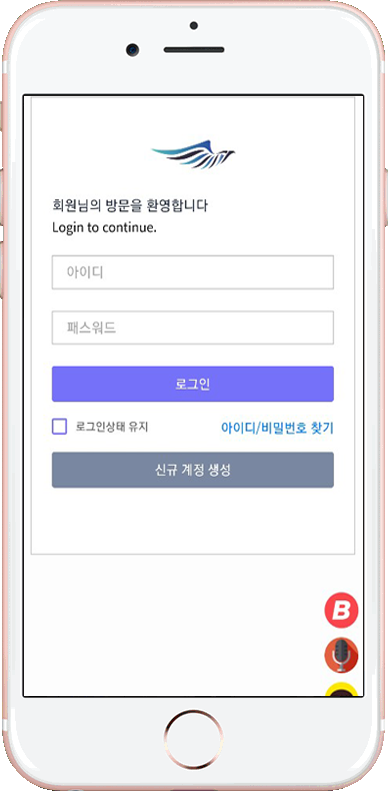 회원님의 방문을 환영합니다
Login to continue.
아이디
패스워드
로그인
로그인상태 유지
아이디/비밀번호 찾기
신규 계정 생성
B